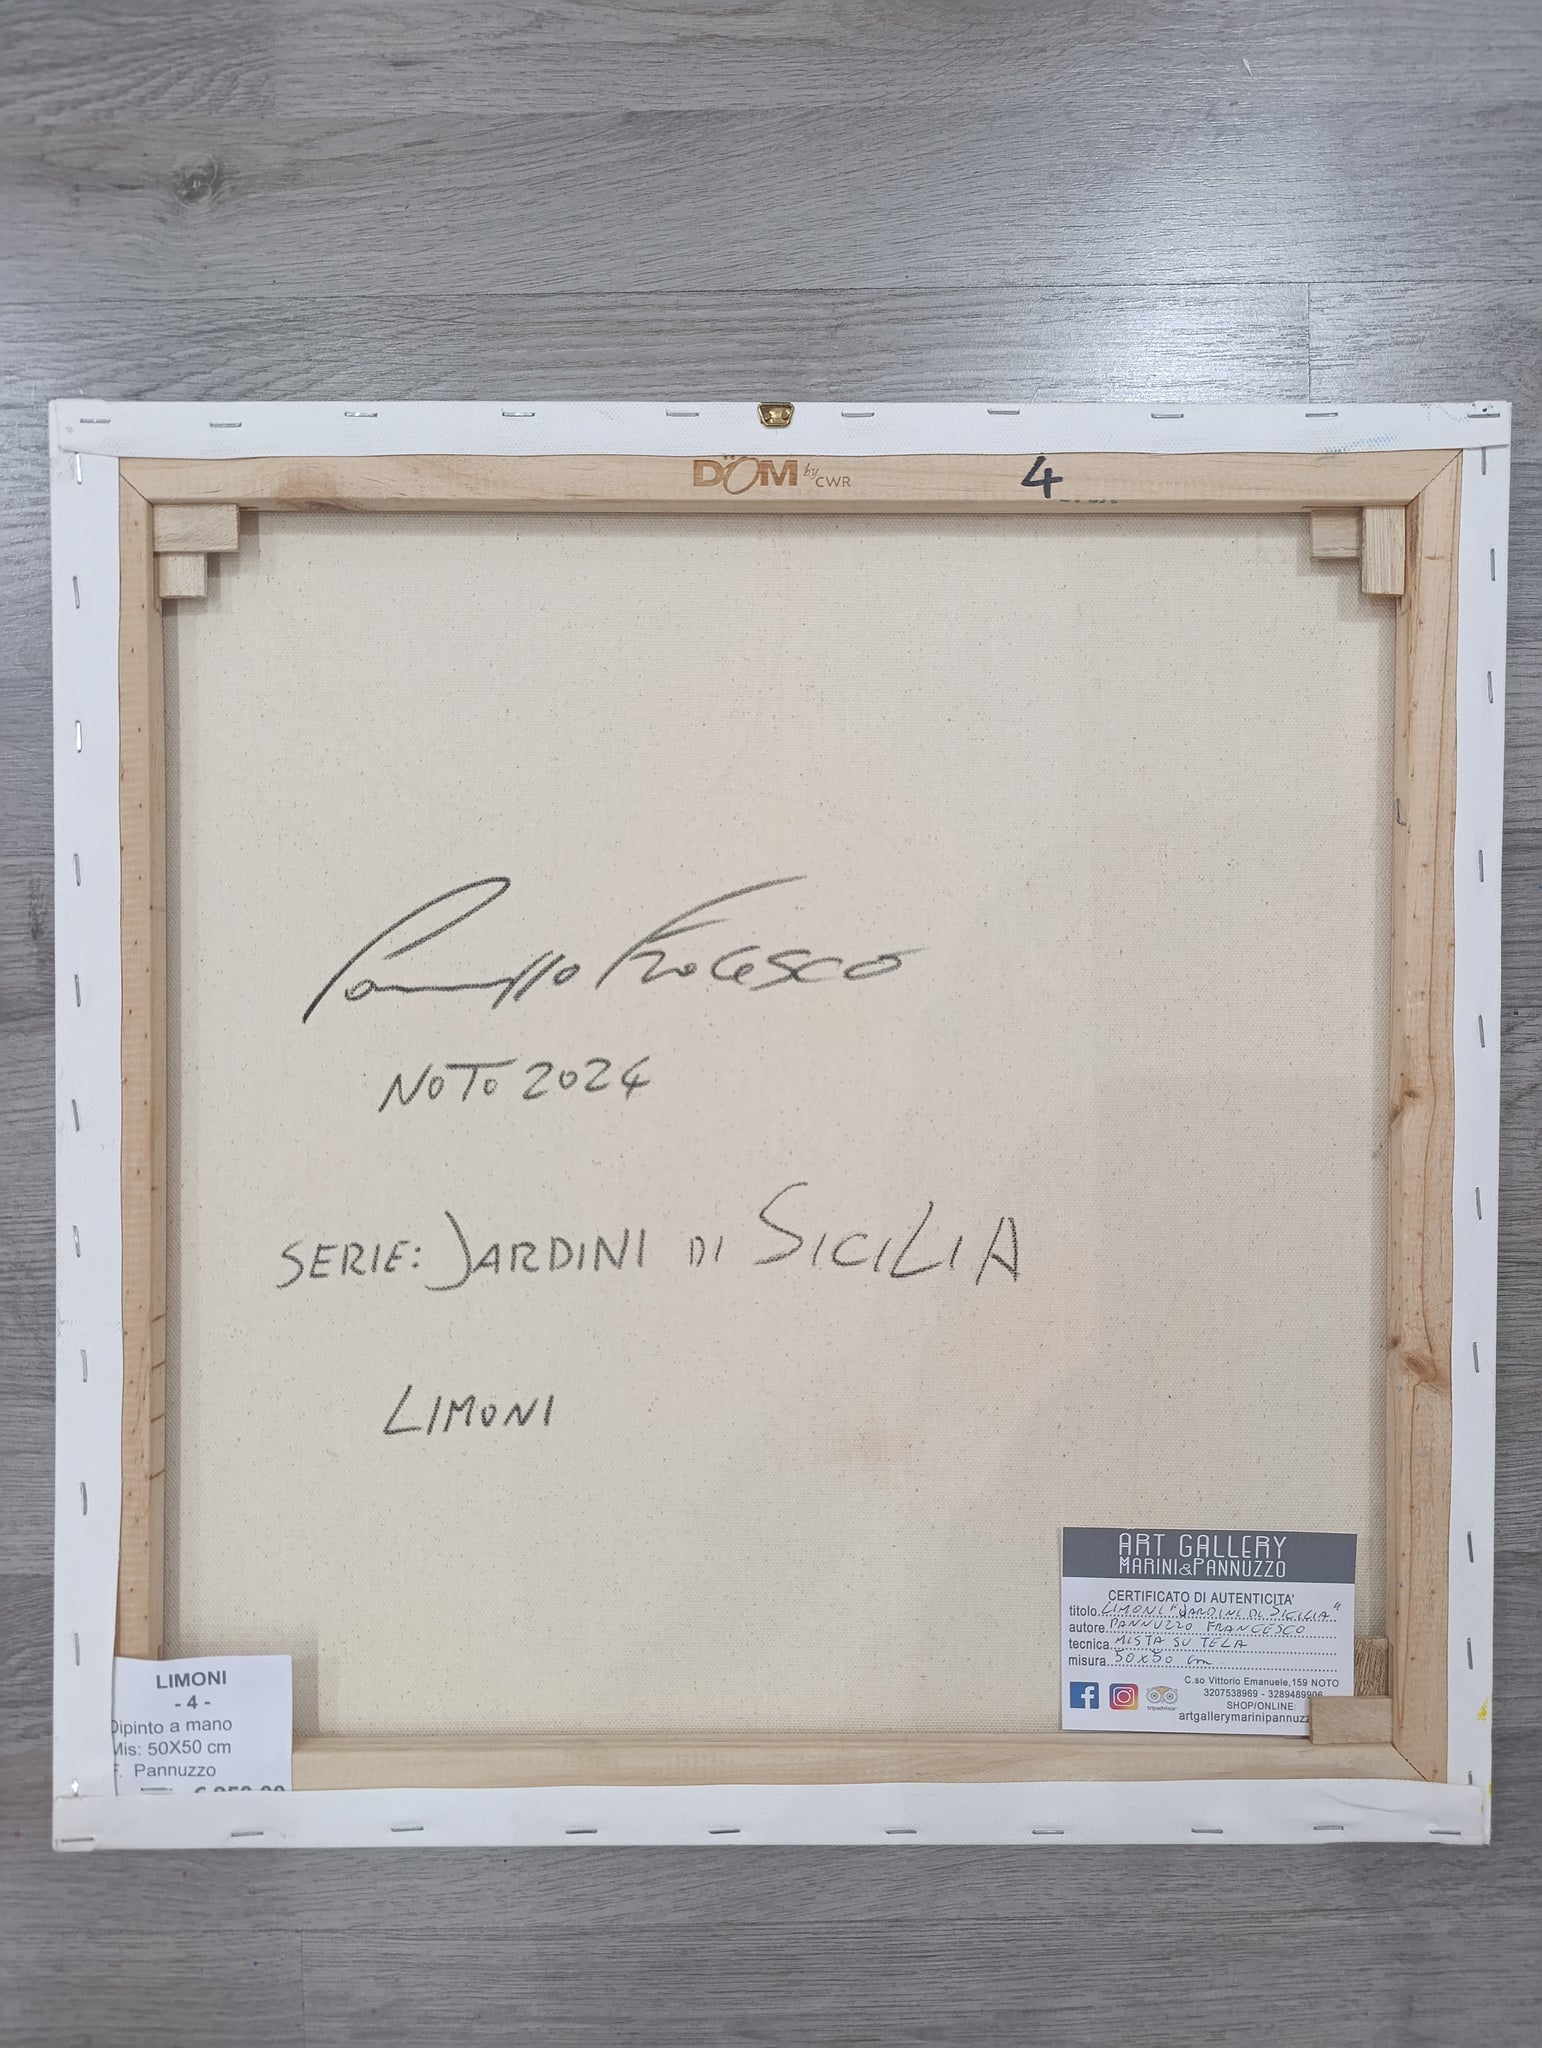 DÖM by CWR
4
Pannuzzo Francesco
NOTO 2024
SERIE: JARDINI DI SICILIA
LIMONI
ART GALLERY
MARINI&PANNUZZO
CERTIFICATO DI AUTENTICITA'
titolo LIMONI "JARDINI DI SICILIA"
autore PANNUZZO FRANCESCO
tecnica MISTA SU TELA
misura 50x50 cm
C.so Vittorio Emanuele,159 NOTO
3207538969 - 3289489906
SHOP/ONLINE:
artgallerymarinipannuzz
tripadvisor
LIMONI
- 4 -
Dipinto a mano
Mis: 50X50 cm
F. Pannuzzo